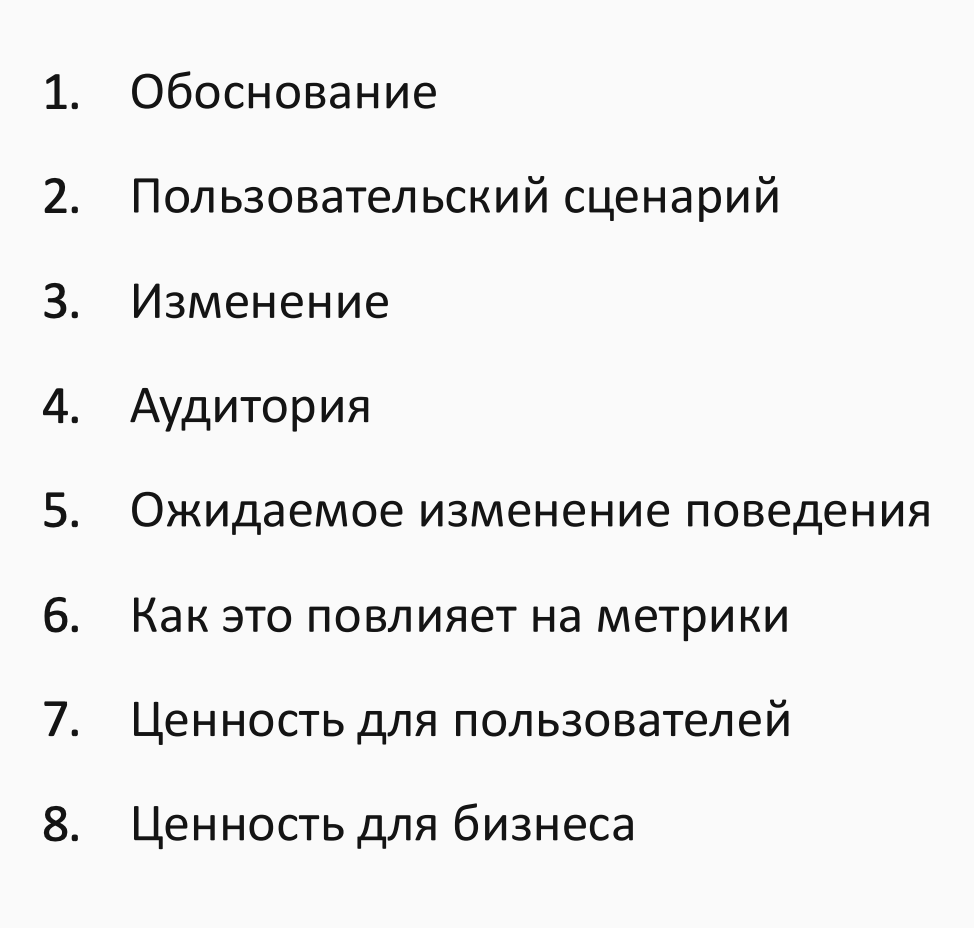 1. Обоснование
2. Пользовательский сценарий
3. Изменение
4. Аудитория
5. Ожидаемое изменение поведения
6. Как это повлияет на метрики
7. Ценность для пользователей
8. Ценность для бизнеса